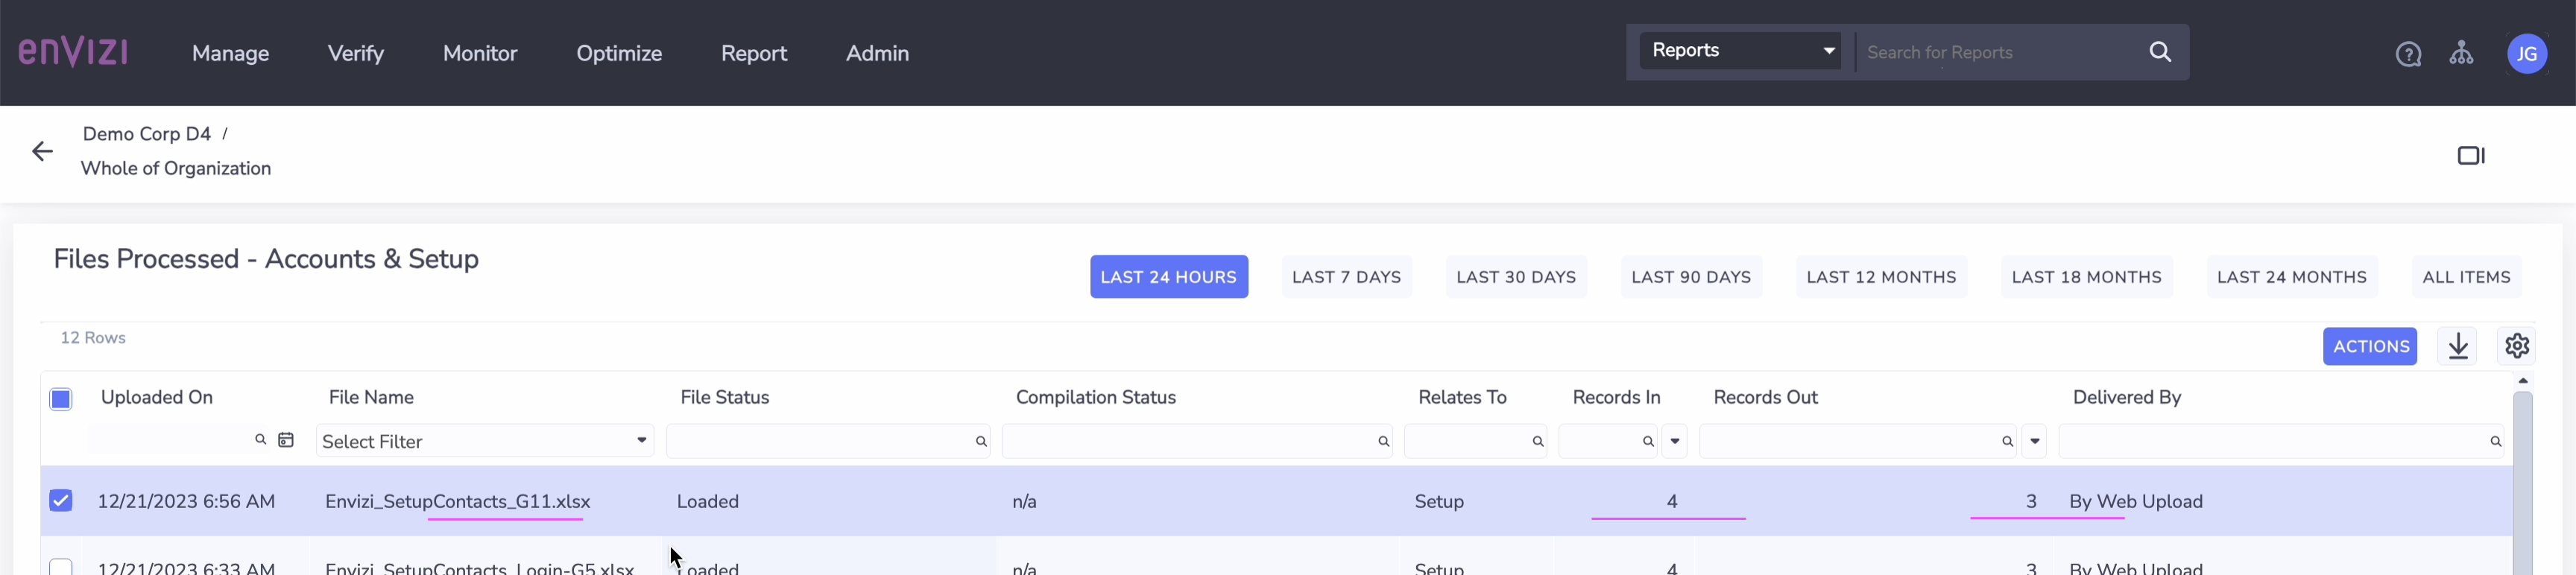 enVIZI Manage Verify Monitor Optimize Report Admin Reports Search for Reports JG
Demo Corp D4 /
Whole of Organization
Files Processed - Accounts & Setup
LAST 24 HOURS LAST 7 DAYS LAST 30 DAYS LAST 90 DAYS LAST 12 MONTHS LAST 18 MONTHS LAST 24 MONTHS ALL ITEMS
12 Rows
ACTIONS
Uploaded On File Name File Status Compilation Status Relates To Records In Records Out Delivered By
Select Filter
12/21/2023 6:56 AM Envizi_SetupContacts_G11.xlsx Loaded n/a Setup 4 3 By Web Upload
12/21/2023 6:33 AM Envizi_SetupContacts_Login-G5.xlsx Loaded n/a Setup 4 3 By Web Upload